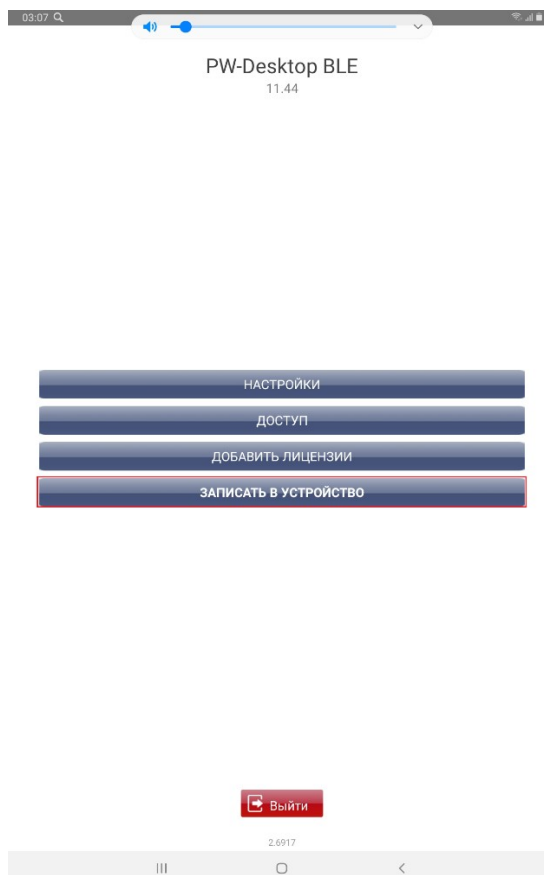 03:07
PW-Desktop BLE
11.44
НАСТРОЙКИ
ДОСТУП
ДОБАВИТЬ ЛИЦЕНЗИИ
ЗАПИСАТЬ В УСТРОЙСТВО
Выйти
2.6917